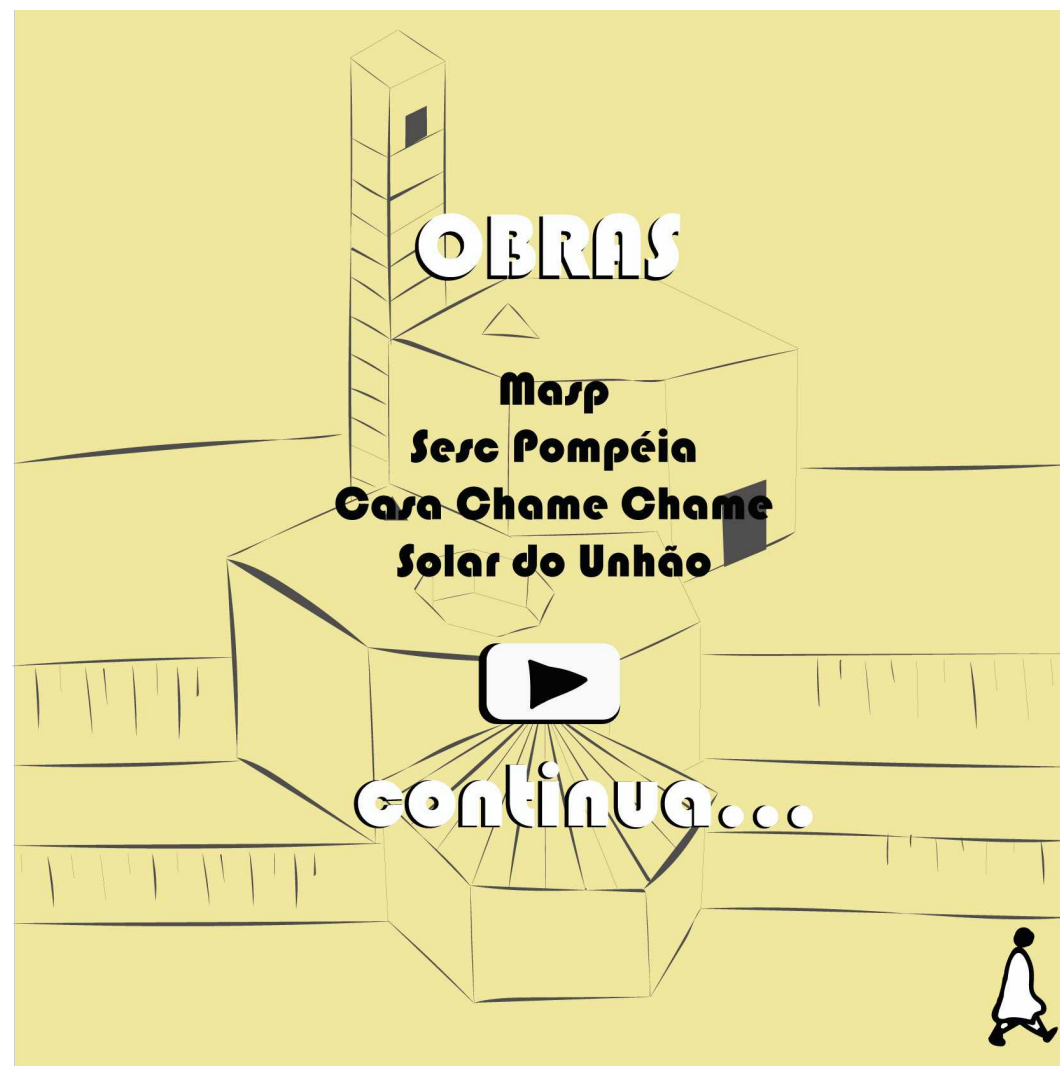 OBRAS
Masp
Sesc Pompéia
Casa Chame Chame
Solar do Unhão
continua...